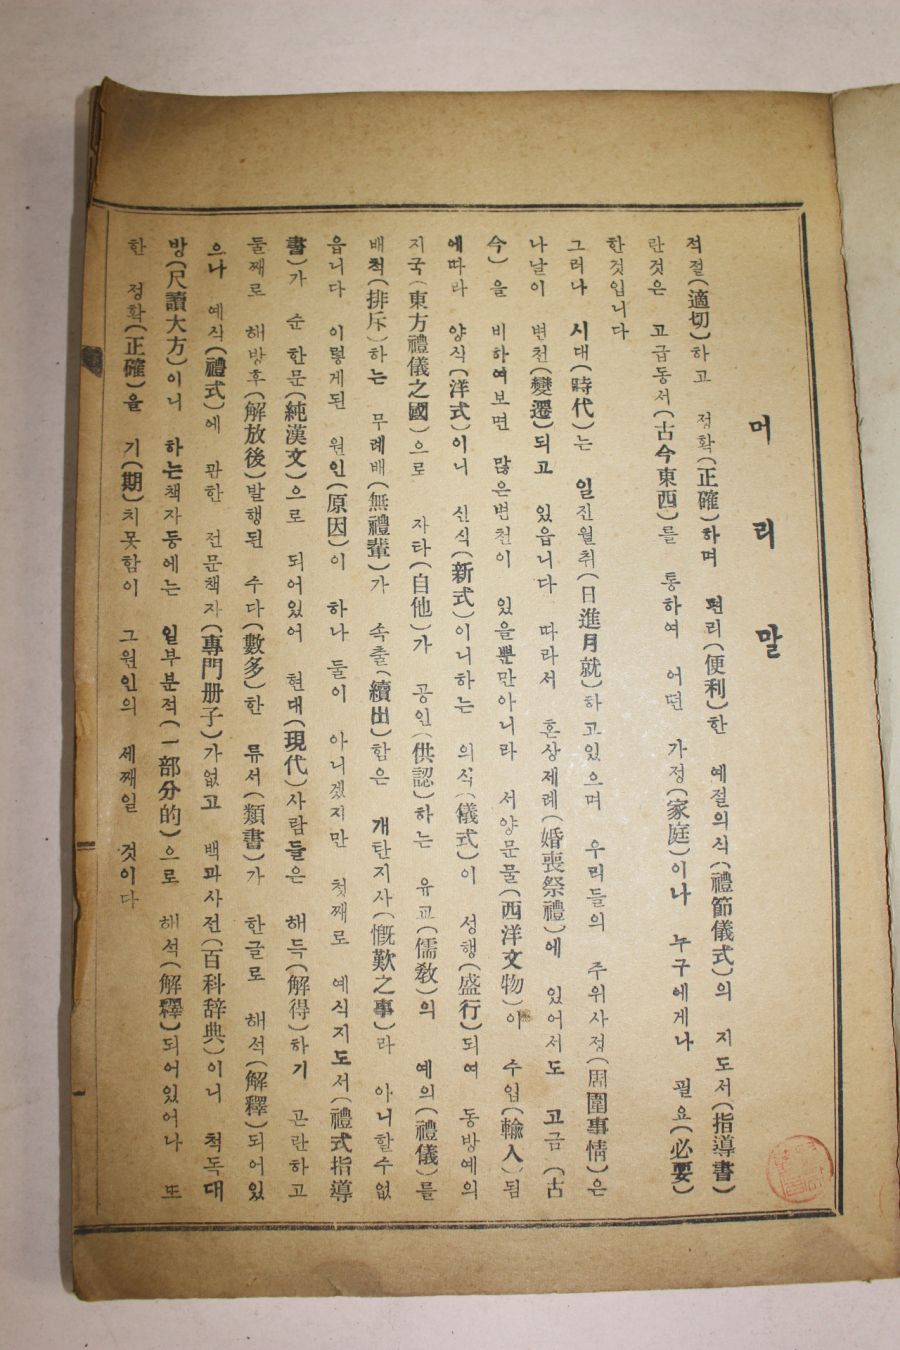 머리말
적절(適切)하고 정확(正確)하며 편리(便利)한 예절의식(禮節儀式)의 지도서(指導書)
란것은 고급동서(古今東西)를 통하여 어떤 가정(家庭)이나 누구에게나 필요(必要)
한것입니다
그러나 시대(時代)는 일진월취(日進月就)하고있으며 우리들의 주위사정(周圍事情)은
나날이 변천(變遷)되고 있읍니다 따라서 혼상제례(婚喪祭禮)에 있어서도 고금(古
今)을 비하여보면 많은변천이 있을뿐만아니라 서양문물(西洋文物)이 수입(輸入)됨
에따라 양식(洋式)이니 신식(新式)이니하는 의식(儀式)이 성행(盛行)되여 동방예의
지국(東方禮儀之國)으로 자타(自他)가 공인(供認)하는 유교(儒敎)의 예의(禮儀)를
배척(排斥)하는 무례배(無禮輩)가 속출(續出)함은 개탄지사(慨歎之事)라 아니할수없
읍니다 이렇게된 원인(原因)이 하나 둘이 아니겠지만 첫째로 예식지도서(禮式指導
書)가 순한문(純漢文)으로 되어있어 현대(現代)사람들은 해득(解得)하기 곤란하고
둘째로 해방후(解放後)발행된 수다(數多)한 류서(類書)가 한글로 해석(解釋)되어있
으나 예식(禮式)에 관한 전문책자(專門册子)가없고 백과사전(百科辞典)이니 척독대
방(尺讀大方)이니 하는책자등에는 일부분적(一部分的)으로 해석(解釋)되어있어나 또
한 정확(正確)을 기(期)치못함이 그원인의 세째일 것이다